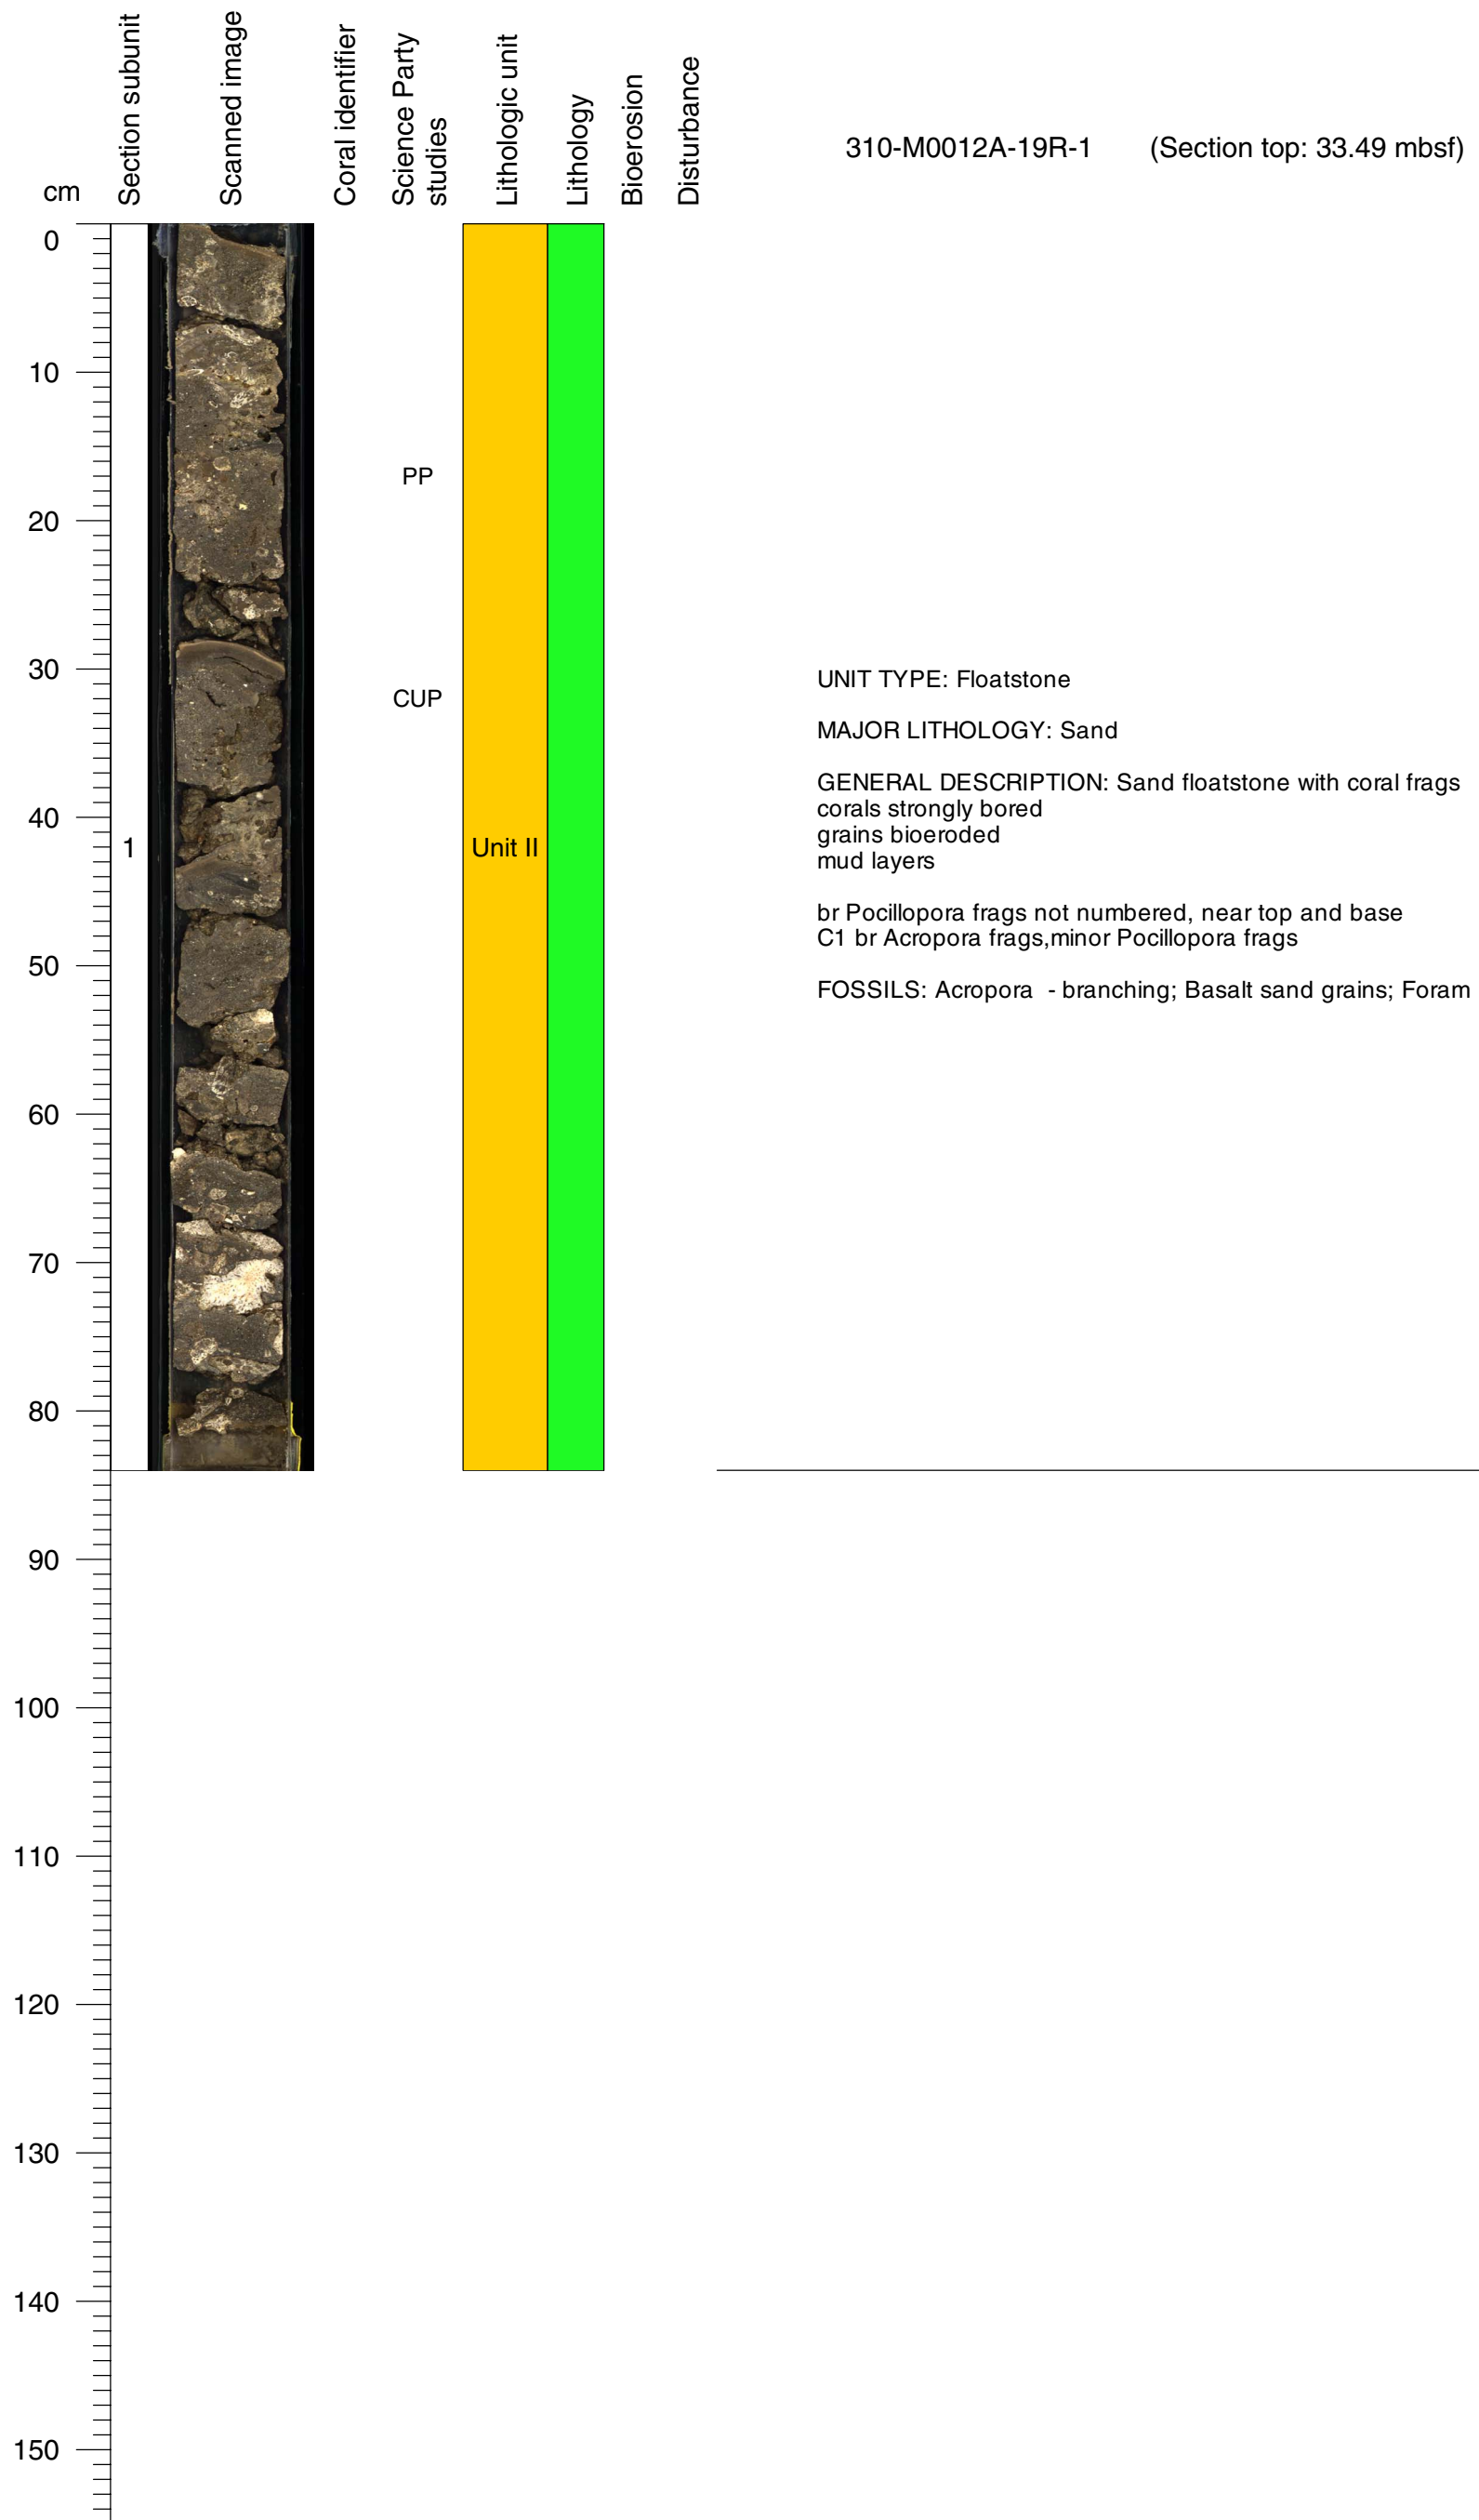 cm
Section subunit
Scanned image
Coral identifier
Science Party
studies
Lithologic unit
Lithology
Bioerosion
Disturbance
310-M0012A-19R-1 (Section top: 33.49 mbsf)
0
10
PP
20
30
UNIT TYPE: Floatstone
CUP
MAJOR LITHOLOGY: Sand
GENERAL DESCRIPTION: Sand floatstone with coral frags
corals strongly bored
40
grains bioeroded
1
Unit II
mud layers
br Pocillopora frags not numbered, near top and base
C1 br Acropora frags,minor Pocillopora frags
50
FOSSILS: Acropora - branching; Basalt sand grains; Foram
60
70
80
90
100
110
120
130
140
150